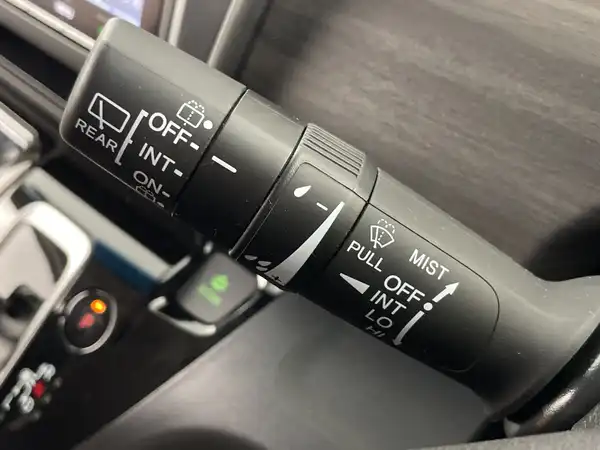 REAR
OFF
INT
ON
MIST
PULL
OFF
INT
LO
HI